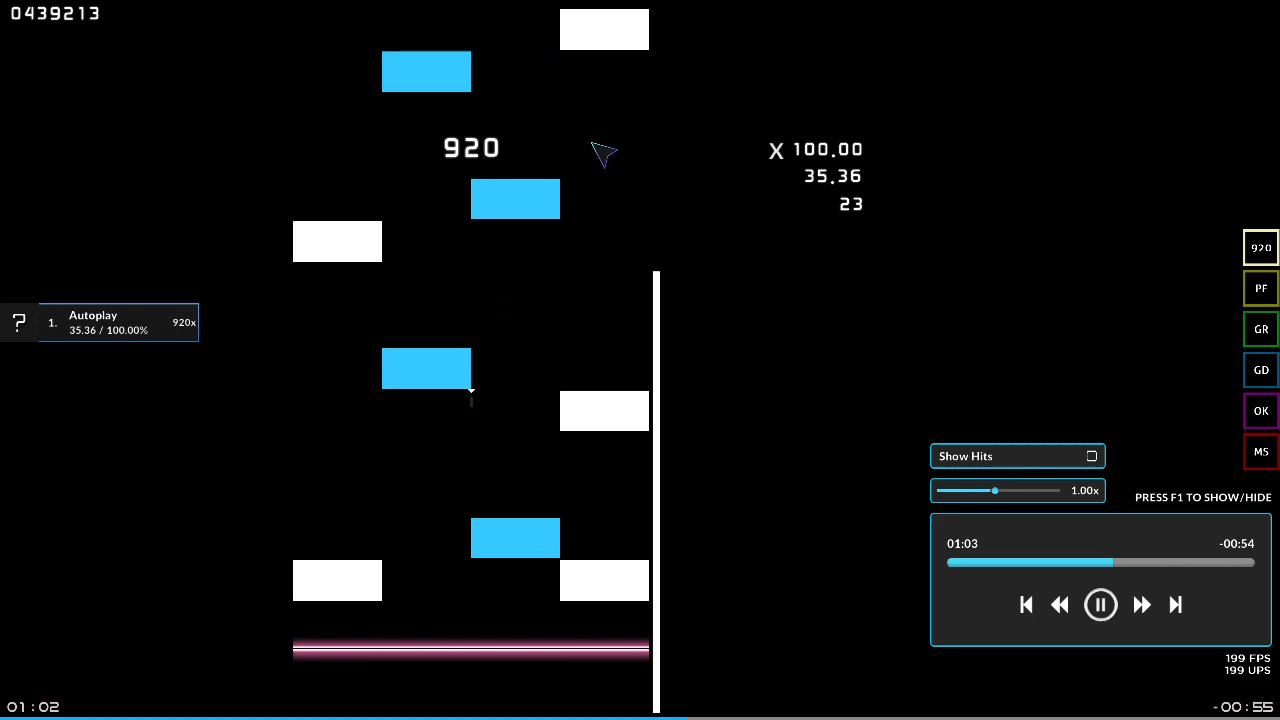 0439213
920
X 100.00
35.36
23
920
PF
GR
GD
OK
MS
? 1. Autoplay
35.36 / 100.00% 920x
Show Hits
1.00x
PRESS F1 TO SHOW/HIDE
01:03 -00:54
199 FPS
199 UPS
01:02 -00:55